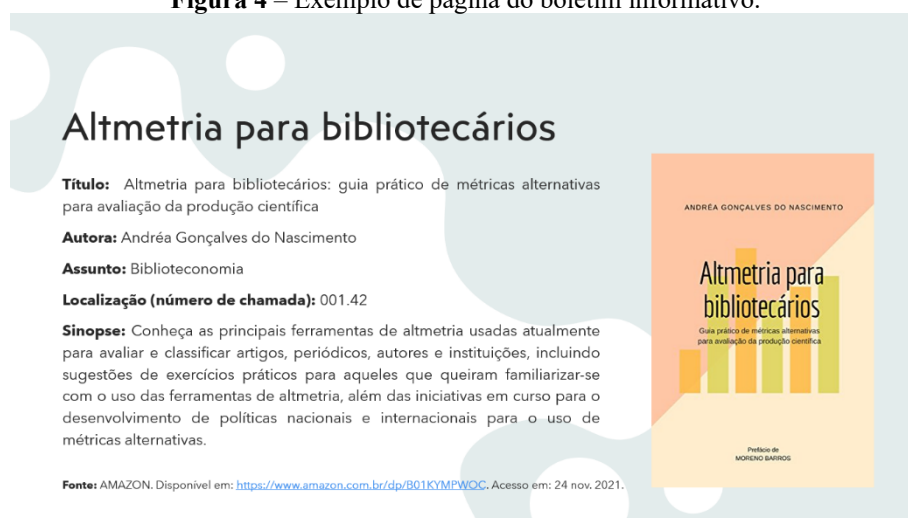 Figura 4 – Exemplo de página do boletim informativo.
Altmetria para bibliotecários
Título: Altmetria para bibliotecários: guia prático de métricas alternativas
para avaliação da produção científica
Autora: Andréa Gonçalves do Nascimento
Assunto: Biblioteconomia
Localização (número de chamada): 001.42
Sinopse: Conheça as principais ferramentas de altmetria usadas atualmente
para avaliar e classificar artigos, periódicos, autores e instituições, incluindo
sugestões de exercícios práticos para aqueles que queiram familiarizar-se
com o uso das ferramentas de altmetria, além das iniciativas em curso para o
desenvolvimento de políticas nacionais e internacionais para o uso de
métricas alternativas.
Fonte: AMAZON. Disponível em: https://www.amazon.com.br/dp/B01KYMPWOC. Acesso em: 24 nov. 2021.
ANDRÉA GONÇALVES DO NASCIMENTO
Altmetria para
bibliotecários
Guia prático de métricas alternativas
para avaliação da produção científica
Prefácio de
MORENO BARROS